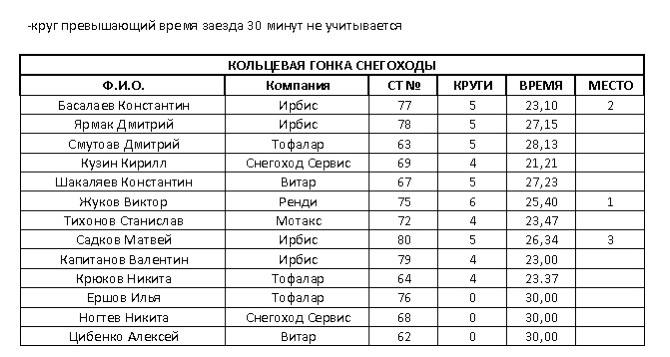 -круг превышающий время заезда 30 минут не учитывается
КОЛЬЦЕВАЯ ГОНКА СНЕГОХОДЫ
Ф.И.О. Компания СТ № КРУГИ ВРЕМЯ МЕСТО
Басалаев Константин Ирбис 77 5 23,10 2
Ярмак Дмитрий Ирбис 78 5 27,15
Смутоав Дмитрий Тофалар 63 5 28,13
Кузин Кирилл Снегоход Сервис 69 4 21,21
Шакаляев Константин Витар 67 5 27,23
Жуков Виктор Ренди 75 6 25,40 1
Тихонов Станислав Мотакс 72 4 23,47
Садков Матвей Ирбис 80 5 26,34 3
Капитанов Валентин Ирбис 79 4 23,00
Крюков Никита Тофалар 64 4 23.37
Ершов Илья Тофалар 76 0 30,00
Ногтев Никита Снегоход Сервис 68 0 30,00
Цибенко Алексей Витар 62 0 30,00